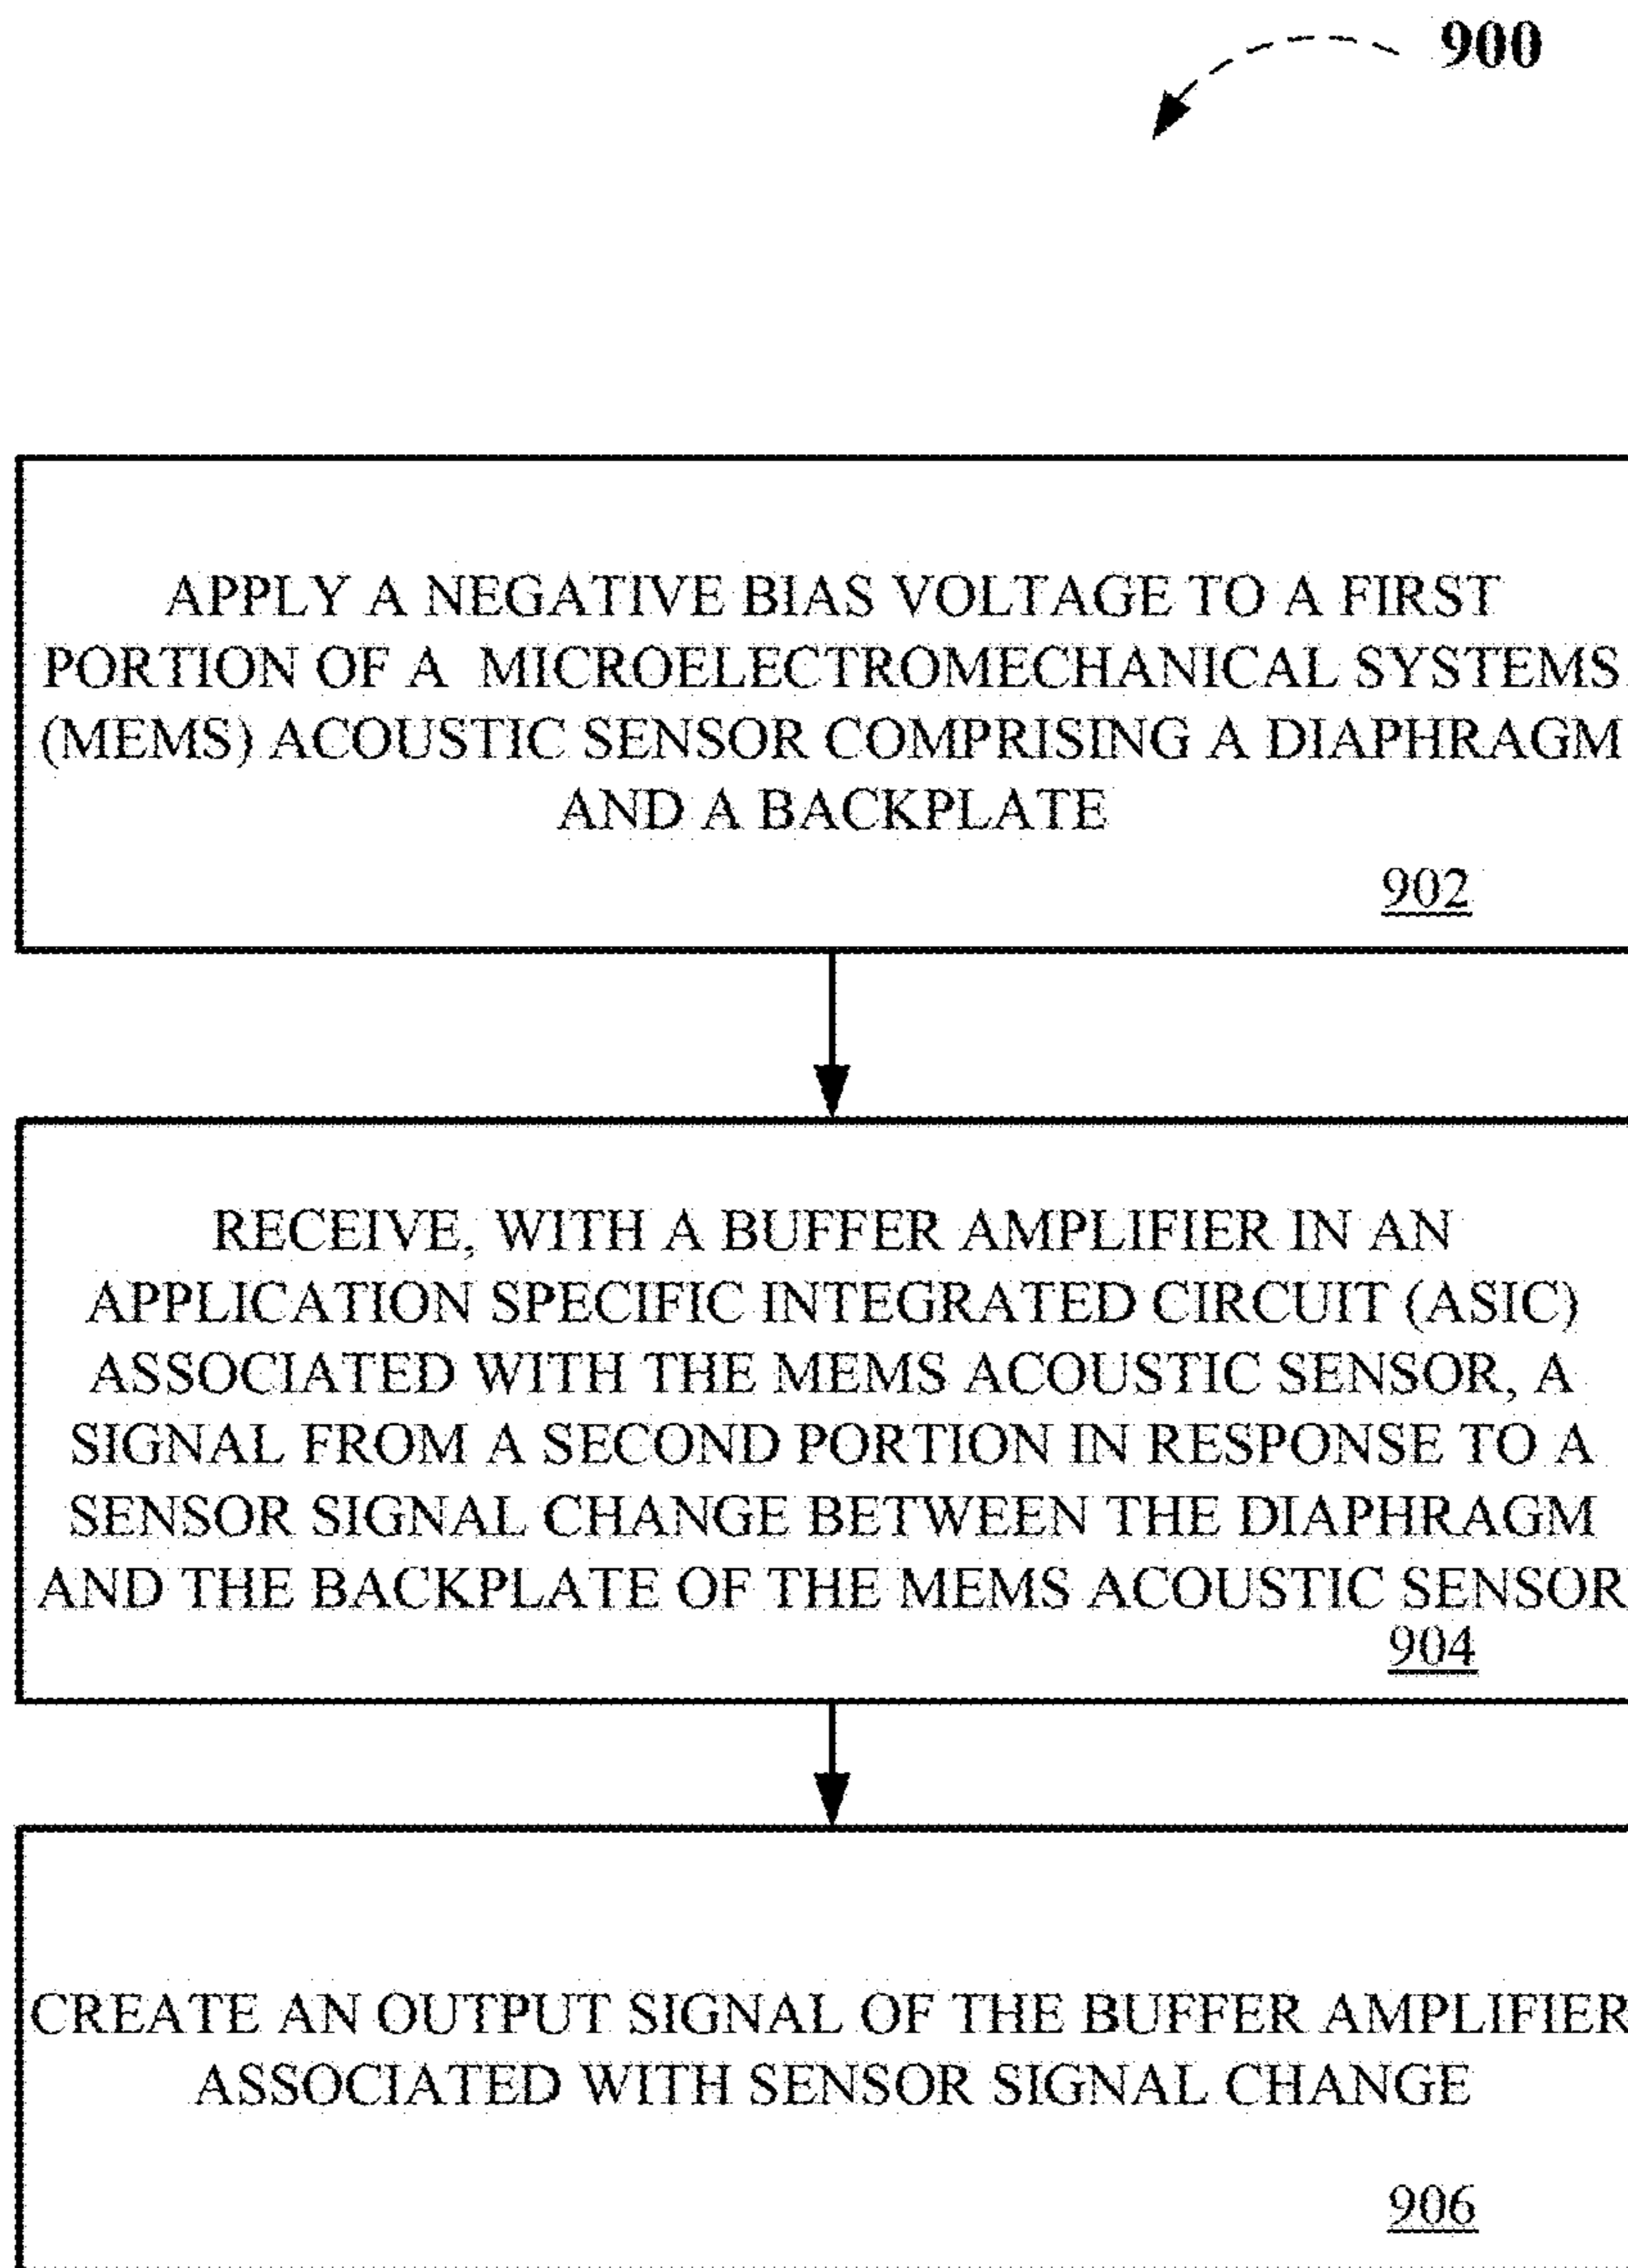 900
APPLY A NEGATIVE BIAS VOLTAGE TO A FIRST
PORTION OF A MICROELECTROMECHANICAL SYSTEMS
(MEMS) ACOUSTIC SENSOR COMPRISING A DIAPHRAGM
AND A BACKPLATE
902
RECEIVE, WITH A BUFFER AMPLIFIER IN AN
APPLICATION SPECIFIC INTEGRATED CIRCUIT (ASIC)
ASSOCIATED WITH THE MEMS ACOUSTIC SENSOR, A
SIGNAL FROM A SECOND PORTION IN RESPONSE TO A
SENSOR SIGNAL CHANGE BETWEEN THE DIAPHRAGM
AND THE BACKPLATE OF THE MEMS ACOUSTIC SENSOR
904
CREATE AN OUTPUT SIGNAL OF THE BUFFER AMPLIFIER
ASSOCIATED WITH SENSOR SIGNAL CHANGE
906